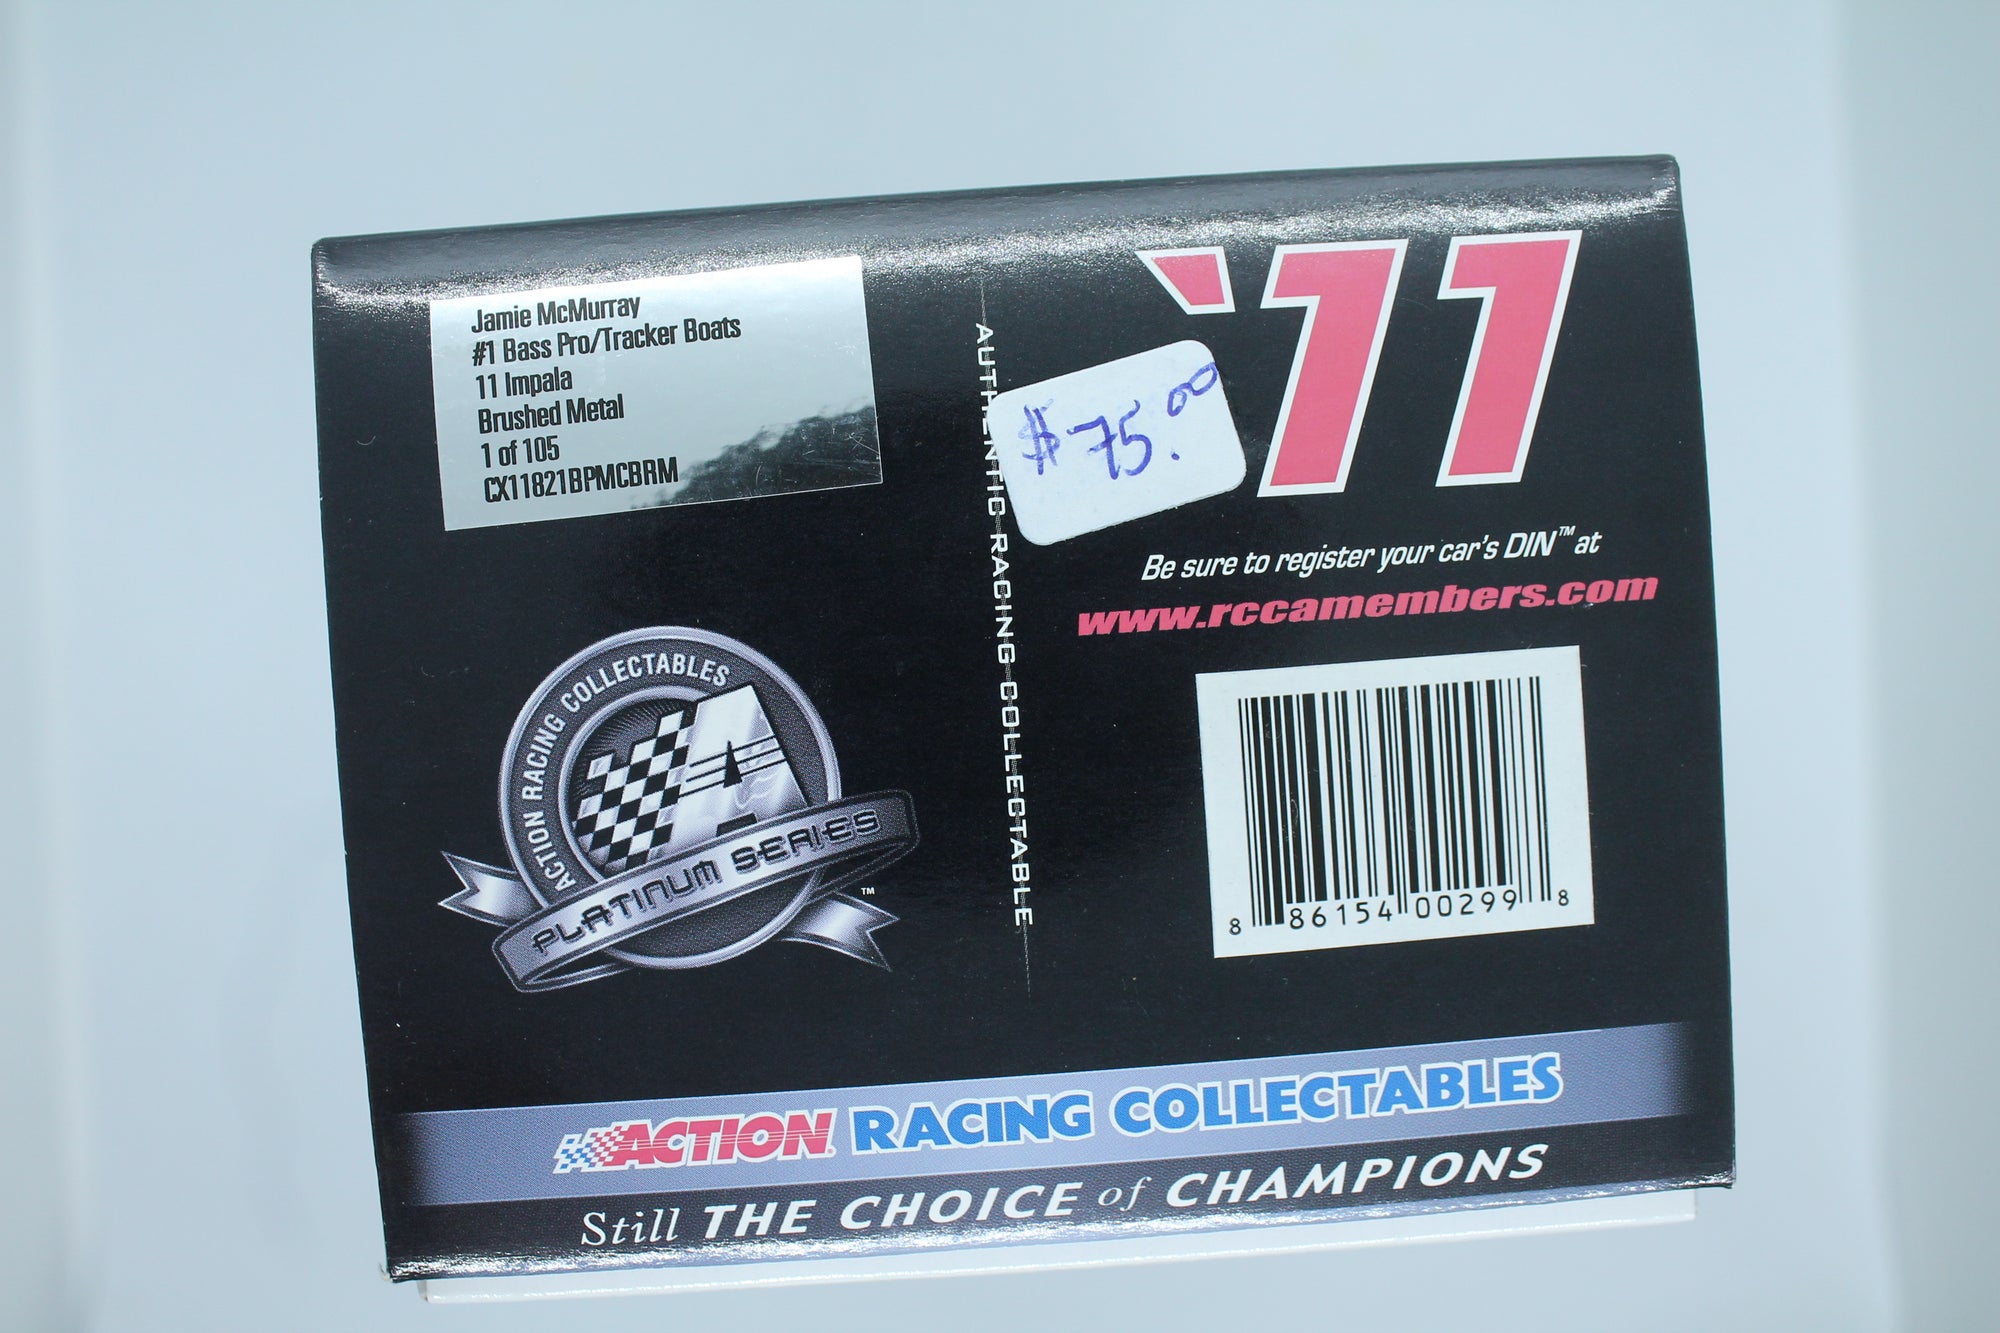 Jamie McMurray
#1 Bass Pro/Tracker Boats
11 Impala
Brushed Metal
1 of 105
CX11821BPMCBRM
AUTHENTIC RACING COLLECTABLE
$75.00
'11
Be sure to register your car's DIN™ at
www.rccamembers.com
ACTION RACING COLLECTABLES
A
PLATINUM SERIES
™
8 86154 00299 8
ACTION RACING COLLECTABLES
Still THE CHOICE of CHAMPIONS